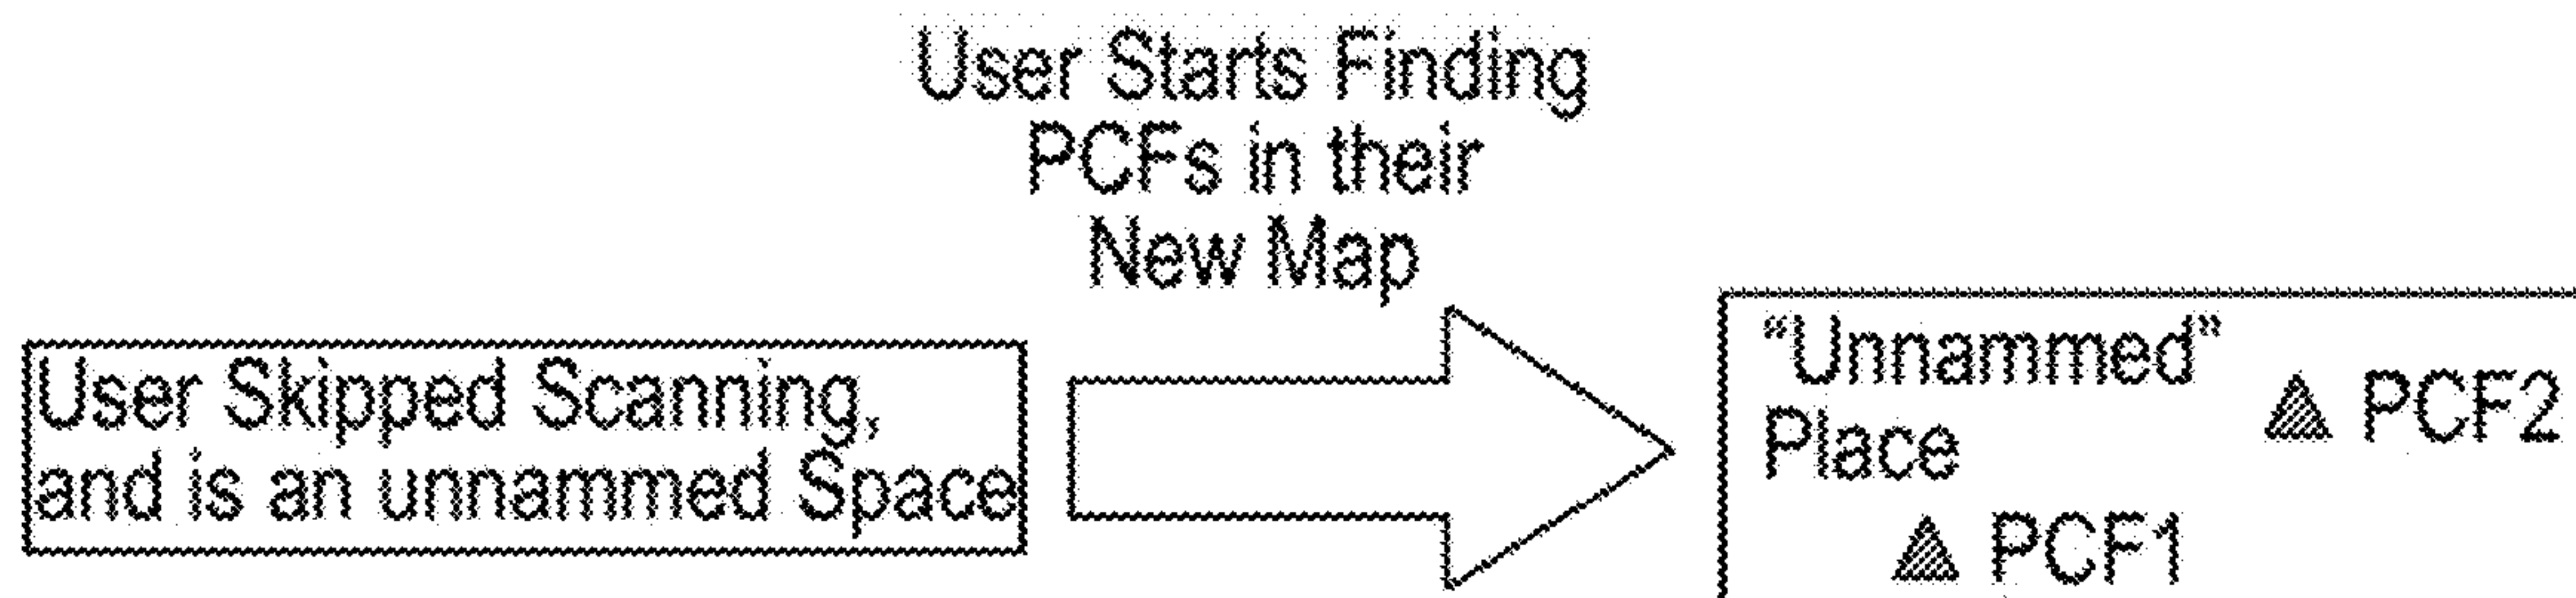 User Starts Finding
PCFs in their
New Map
User Skipped Scanning,
and is an unnammed Space
“Unnammed”
Place
PCF2
PCF1